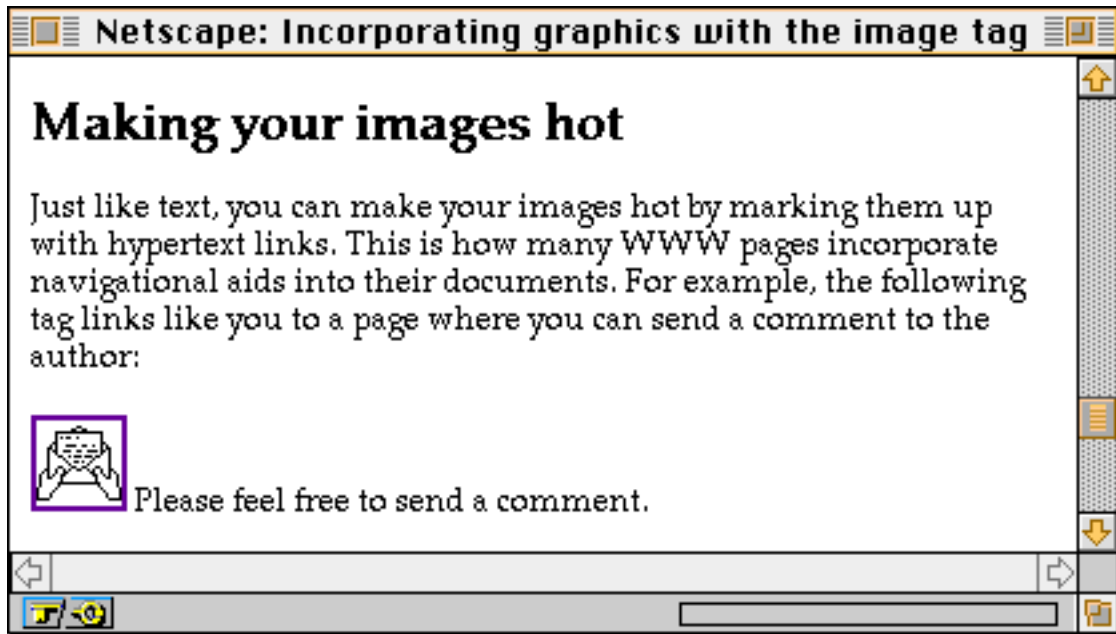 Netscape: Incorporating graphics with the image tag
Making your images hot
Just like text, you can make your images hot by marking them up
with hypertext links. This is how many WWW pages incorporate
navigational aids into their documents. For example, the following
tag links like you to a page where you can send a comment to the
author:
Please feel free to send a comment.